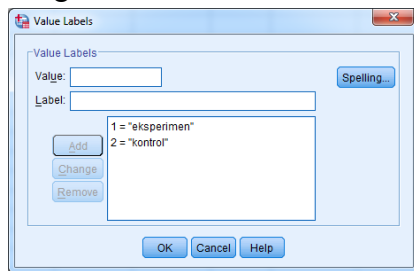 Value Labels
Value Labels
Value:
Spelling...
Label:
Add
1 = "eksperimen"
2 = "kontrol"
Change
Remove
OK Cancel Help